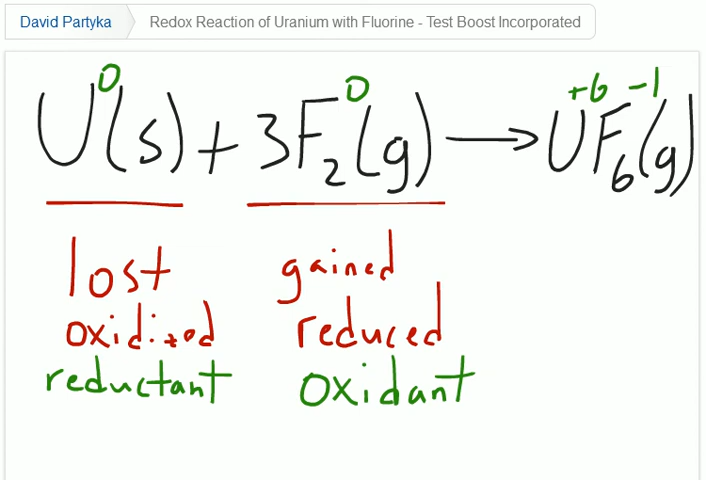 David Partyka Redox Reaction of Uranium with Fluorine - Test Boost Incorporated
0 0 +6 -1
U(s) + 3F₂(g) → UF₆(g)
lost gained
oxidized reduced
reductant oxidant